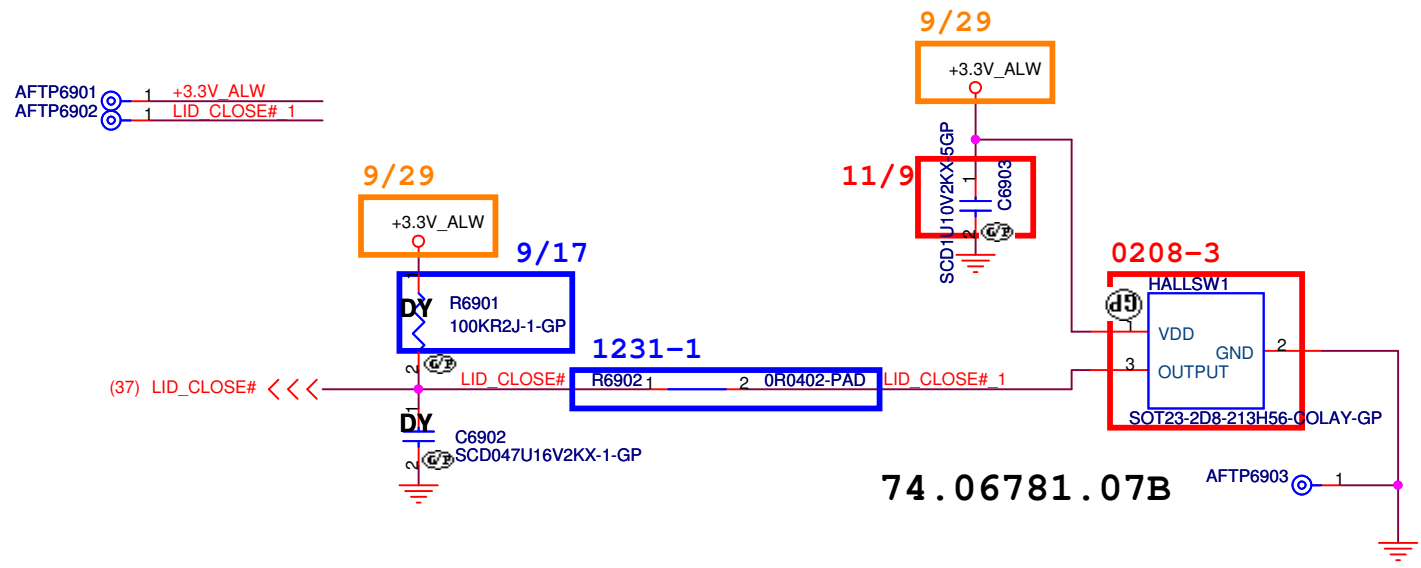 9/29
+3.3V_ALW
AFTP6901 1 +3.3V_ALW
AFTP6902 1 LID_CLOSE#_1
11/9
1
2
SCD1U10V2KX-5GP
C6903
G/P
9/29
+3.3V_ALW
9/17
1
DY
R6901
100KR2J-1-GP
2
G/P
0208-3
HALLSW1
GP
1 VDD
GND 2
3 OUTPUT
SOT23-2D8-213H56-COLAY-GP
1231-1
(37) LID_CLOSE#
LID_CLOSE# R6902 1 2 0R0402-PAD LID_CLOSE#_1
1
DY
C6902
SCD047U16V2KX-1-GP
2
G/P
74.06781.07B
AFTP6903 1